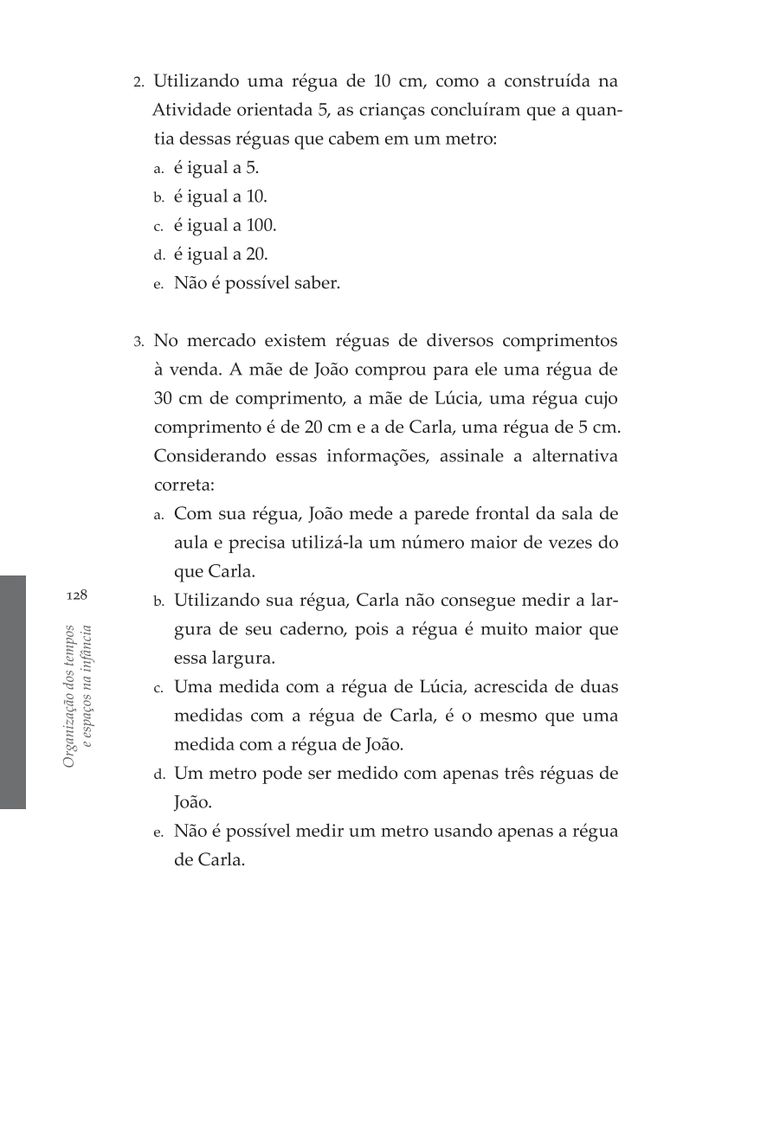 2. Utilizando uma régua de 10 cm, como a construída na
Atividade orientada 5, as crianças concluíram que a quan-
tia dessas réguas que cabem em um metro:
a. é igual a 5.
b. é igual a 10.
c. é igual a 100.
d. é igual a 20.
e. Não é possível saber.
3. No mercado existem réguas de diversos comprimentos
à venda. A mãe de João comprou para ele uma régua de
30 cm de comprimento, a mãe de Lúcia, uma régua cujo
comprimento é de 20 cm e a de Carla, uma régua de 5 cm.
Considerando essas informações, assinale a alternativa
correta:
a. Com sua régua, João mede a parede frontal da sala de
aula e precisa utilizá-la um número maior de vezes do
que Carla.
b. Utilizando sua régua, Carla não consegue medir a lar-
gura de seu caderno, pois a régua é muito maior que
essa largura.
c. Uma medida com a régua de Lúcia, acrescida de duas
medidas com a régua de Carla, é o mesmo que uma
medida com a régua de João.
d. Um metro pode ser medido com apenas três réguas de
João.
e. Não é possível medir um metro usando apenas a régua
de Carla.
128
Organização dos tempos
e espaços na infância